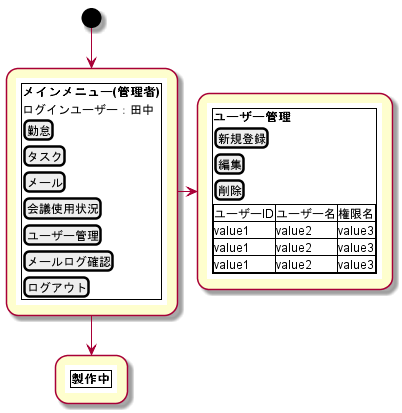 メインメニュー(管理者)
ログインユーザー：田中
勤怠
タスク
メール
会議使用状況
ユーザー管理
メールログ確認
ログアウト
ユーザー管理
新規登録
編集
削除
ユーザーID ユーザー名 権限名
value1 value2 value3
value1 value2 value3
value1 value2 value3
製作中